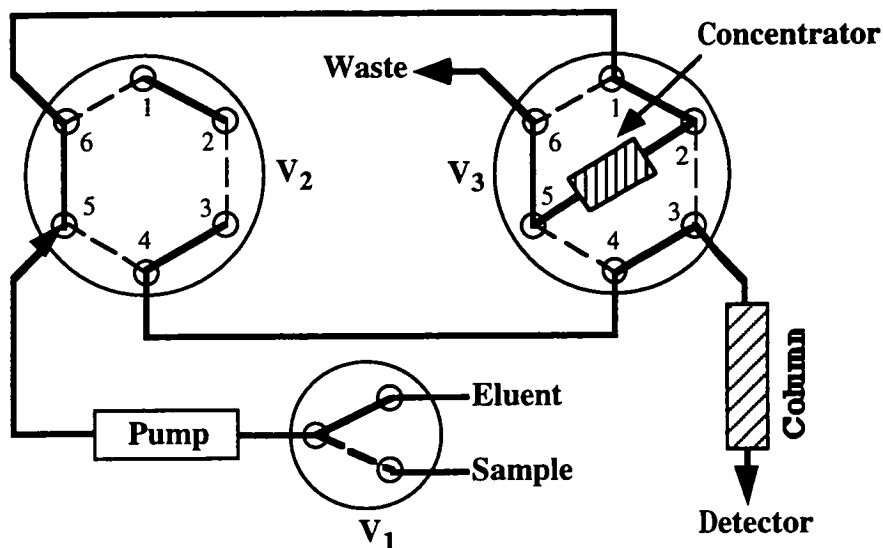 Concentrator
Waste
1
2
3
4
5
6
V2
1
2
3
4
5
6
V3
Eluent
Pump
Sample
V1
Column
Detector